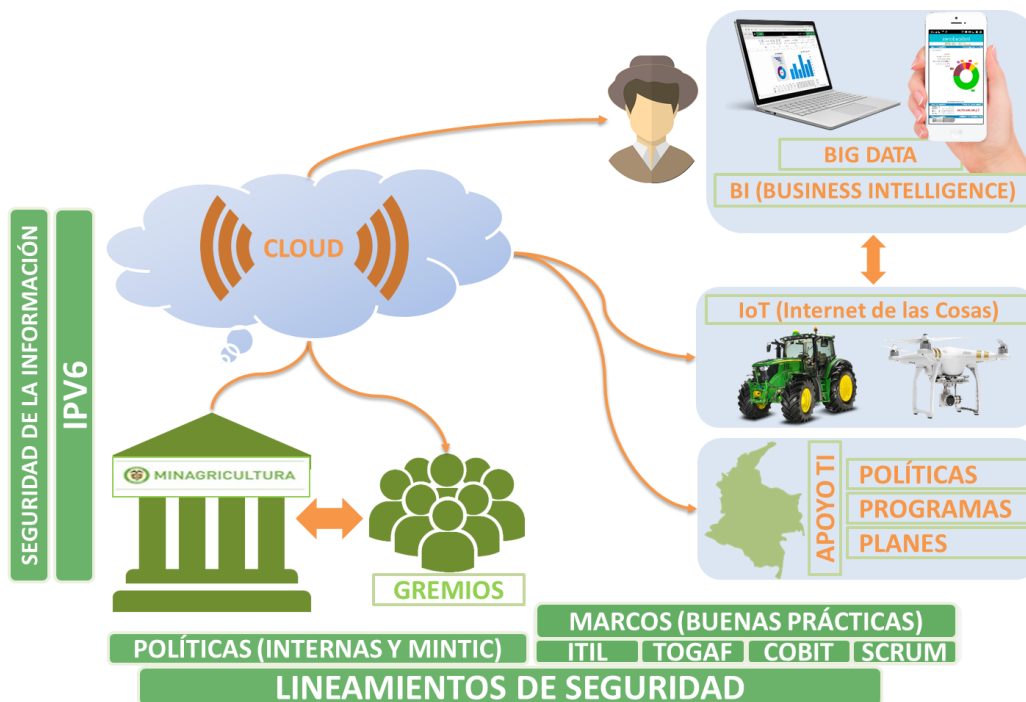 BIG DATA
BI (BUSINESS INTELLIGENCE)
CLOUD
IoT (Internet de las Cosas)
SEGURIDAD DE LA INFORMACIÓN
IPV6
MINAGRICULTURA
GREMIOS
APOYO TI
POLÍTICAS
PROGRAMAS
PLANES
POLÍTICAS (INTERNAS Y MINTIC)
MARCOS (BUENAS PRÁCTICAS)
ITIL
TOGAF
COBIT
SCRUM
LINEAMIENTOS DE SEGURIDAD